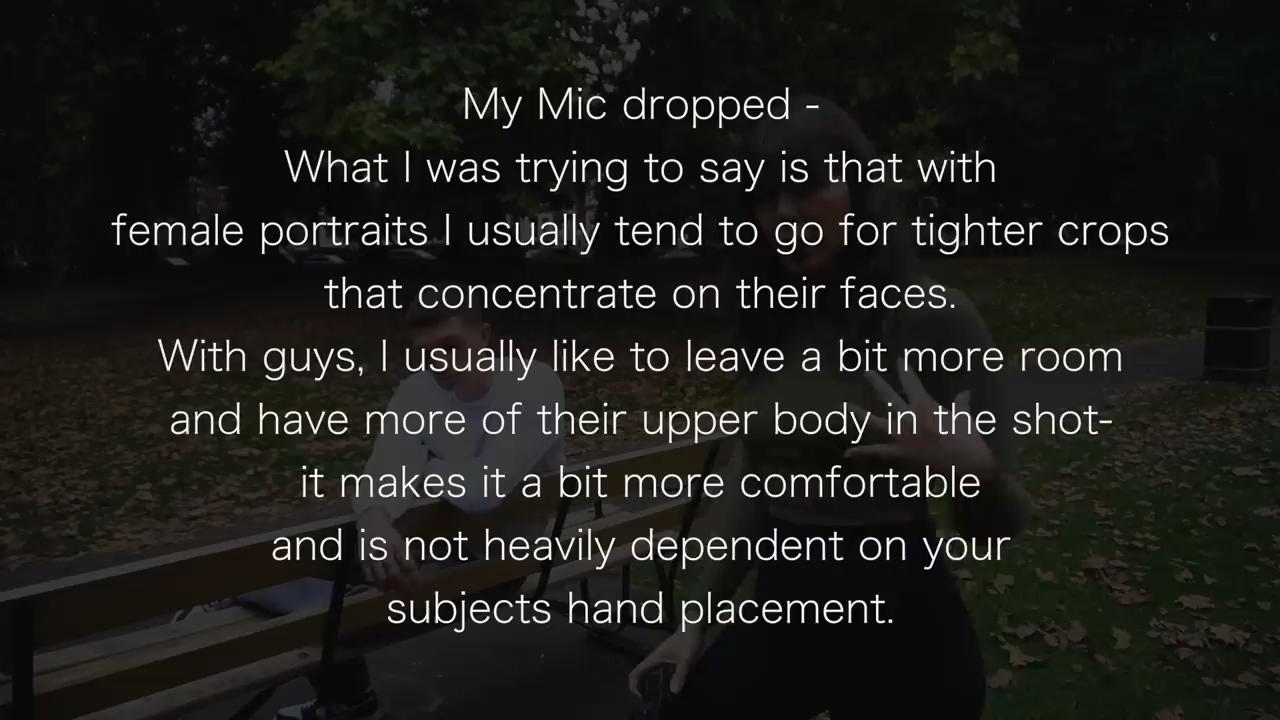 My Mic dropped -
What I was trying to say is that with
female portraits I usually tend to go for tighter crops
that concentrate on their faces.
With guys, I usually like to leave a bit more room
and have more of their upper body in the shot-
it makes it a bit more comfortable
and is not heavily dependent on your
subjects hand placement.